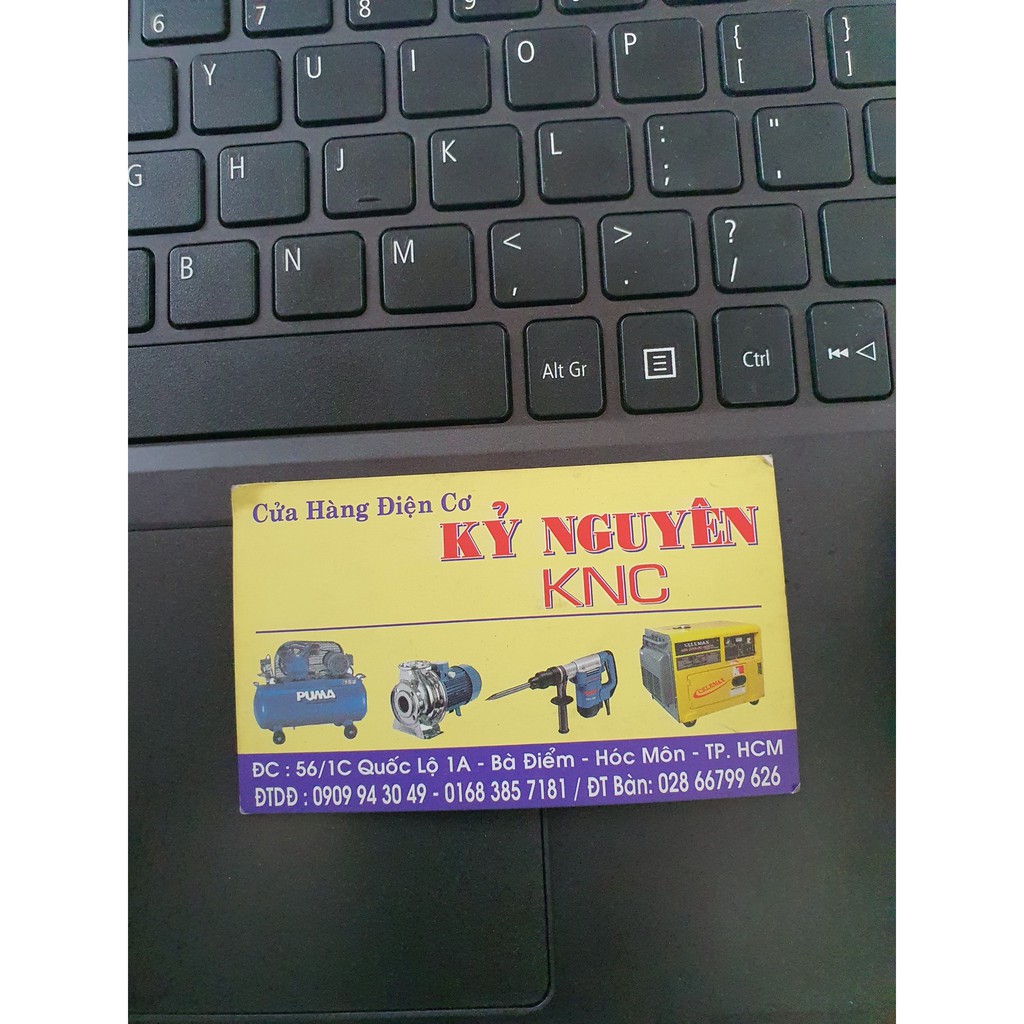 6 7 8 9
Y U I O P { [ } ]
G H J K L : ; " '
B N M < , > . ? /
Alt Gr Ctrl
Cửa Hàng Điện Cơ
KỶ NGUYÊN
KNC
PUMA
ĐC : 56/1C Quốc Lộ 1A - Bà Điểm - Hóc Môn - TP. HCM
ĐTDĐ : 0909 94 30 49 - 0168 385 7181 / ĐT Bàn: 028 66799 626